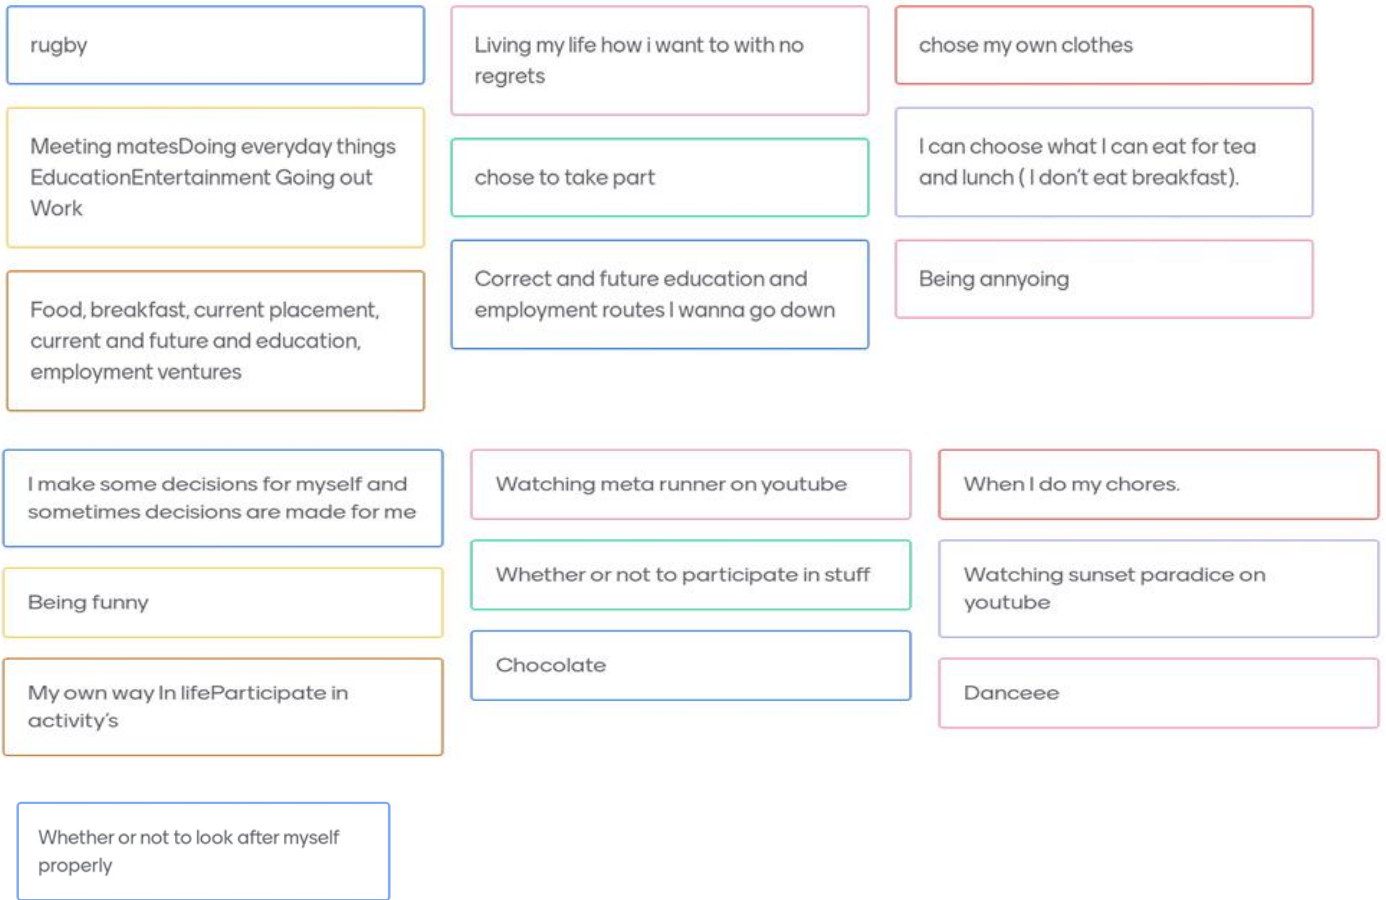 rugby
Meeting matesDoing everyday things
EducationEntertainment Going out
Work
Food, breakfast, current placement,
current and future and education,
employment ventures
Living my life how i want to with no
regrets
chose to take part
Correct and future education and
employment routes I wanna go down
chose my own clothes
I can choose what I can eat for tea
and lunch ( I don't eat breakfast).
Being annyoing
I make some decisions for myself and
sometimes decisions are made for me
Being funny
My own way In lifeParticipate in
activity's
Watching meta runner on youtube
Whether or not to participate in stuff
Chocolate
When I do my chores.
Watching sunset paradice on
youtube
Danceee
Whether or not to look after myself
properly